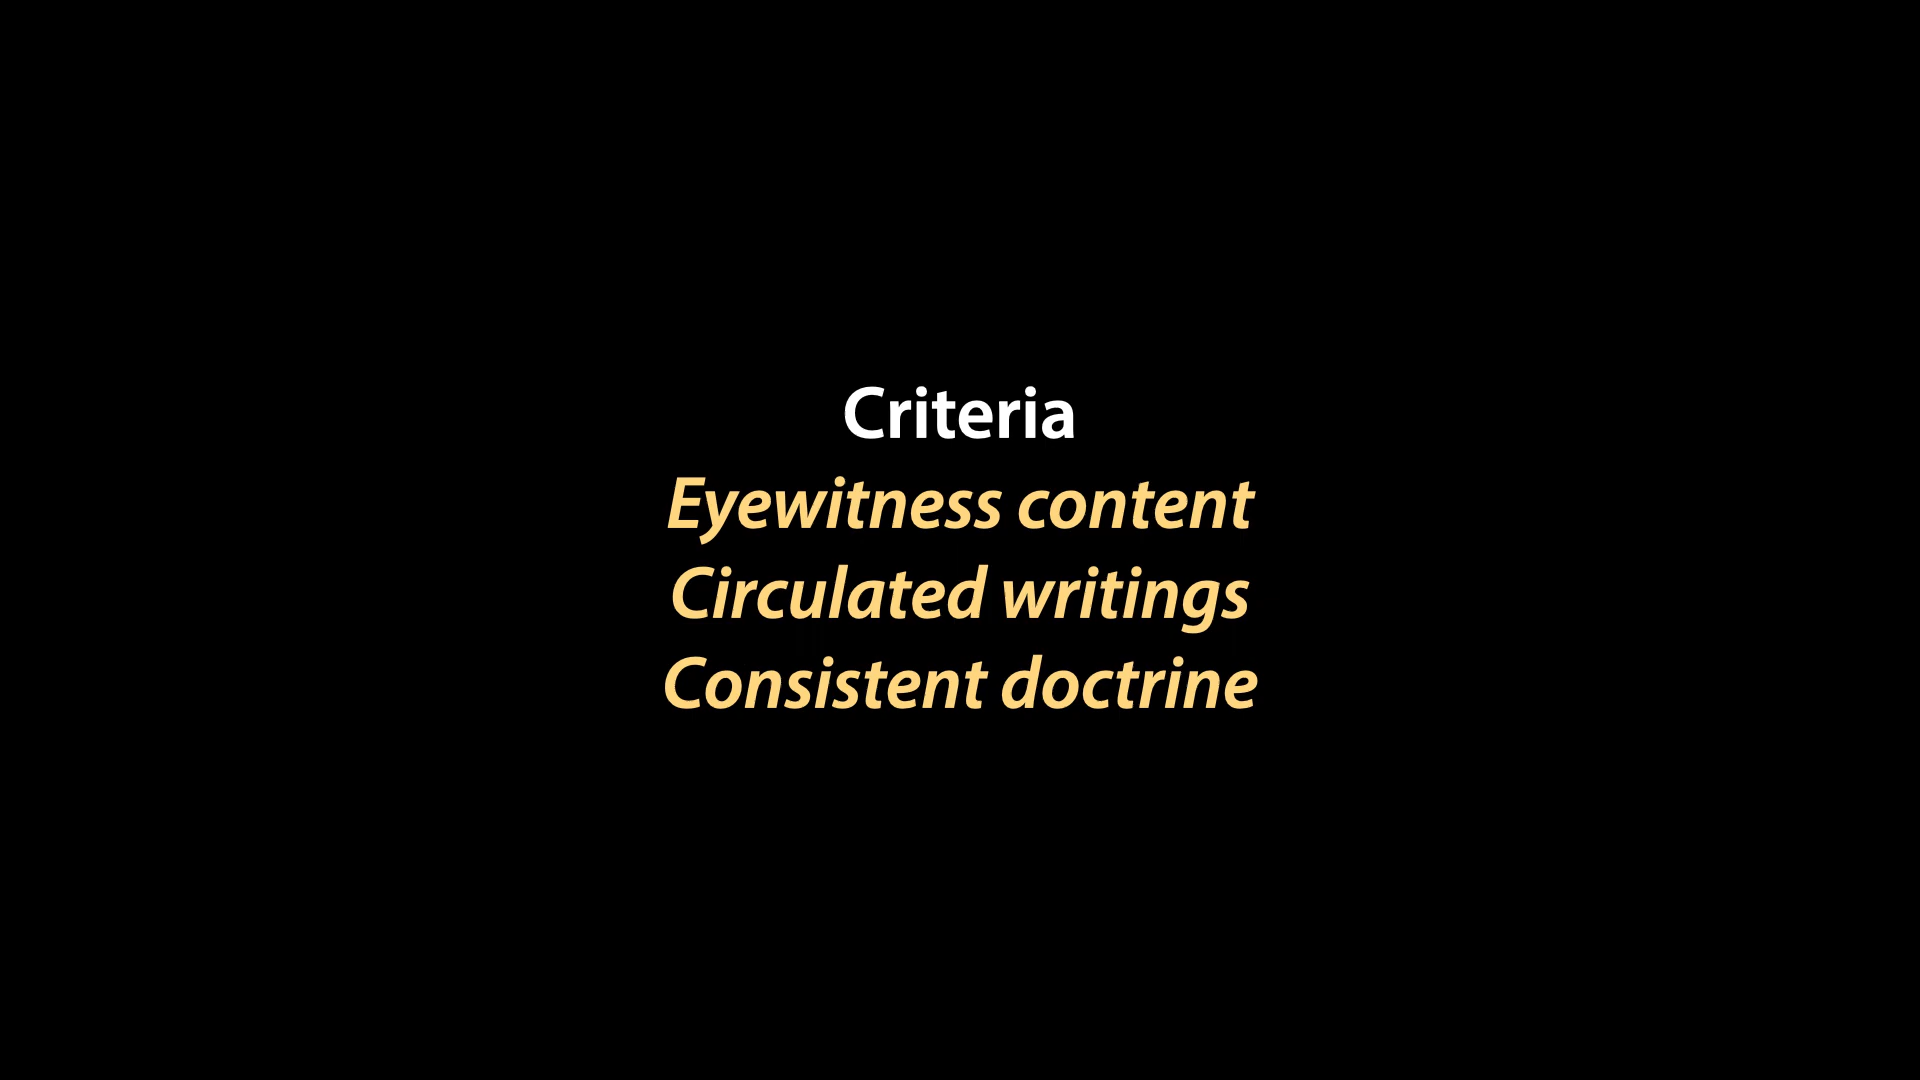 Criteria
Eyewitness content
Circulated writings
Consistent doctrine